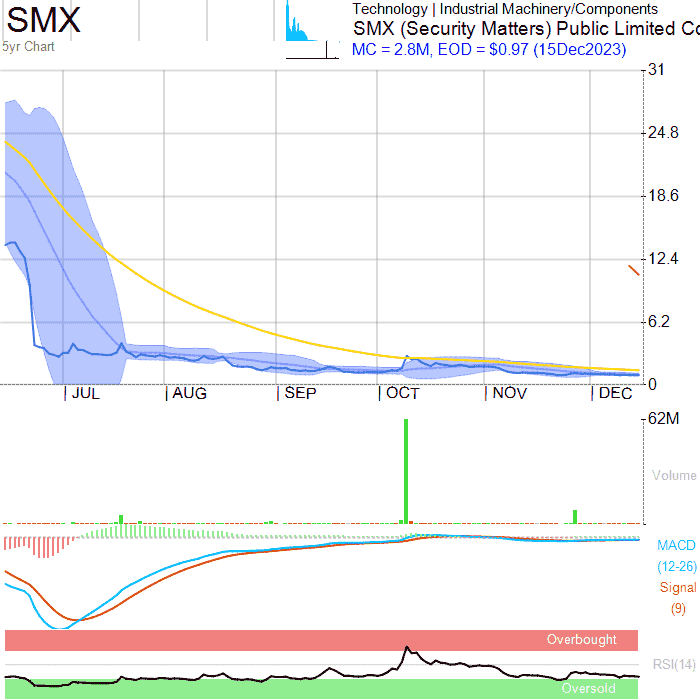 SMX
5yr Chart
Technology | Industrial Machinery/Components
SMX (Security Matters) Public Limited Co
MC = 2.8M, EOD = $0.97 (15Dec2023)
31
24.8
18.6
12.4
6.2
0
JUL AUG SEP OCT NOV DEC
62M
Volume
MACD
(12-26)
Signal
(9)
Overbought
RSI(14)
Oversold